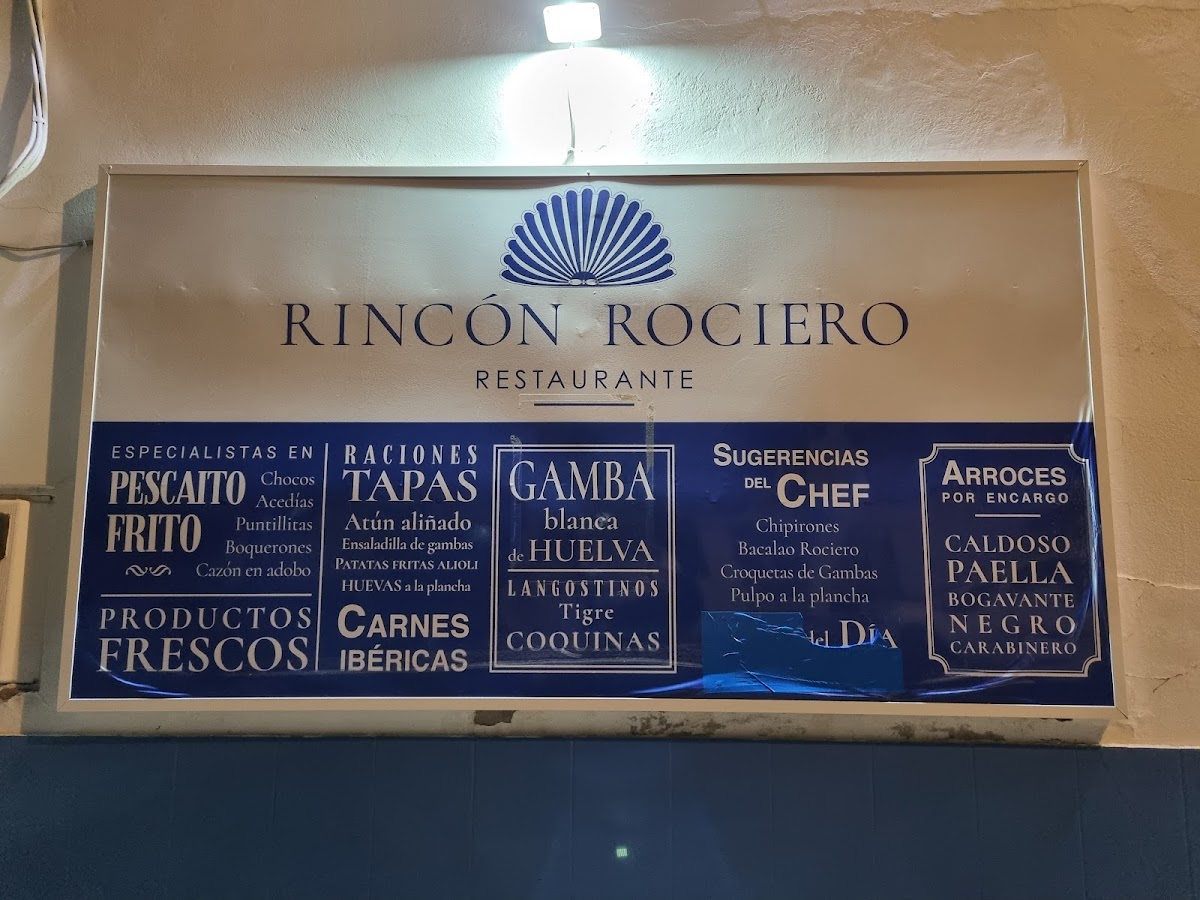 RINCÓN ROCIERO
RESTAURANTE
ESPECIALISTAS EN
PESCAITO
FRITO
Chocos
Acedías
Puntillitas
Boquerones
Cazón en adobo
PRODUCTOS
FRESCOS
RACIONES
TAPAS
Atún aliñado
Ensaladilla de gambas
PATATAS FRITAS ALIOLI
HUEVAS a la plancha
CARNES
IBÉRICAS
GAMBA
blanca
de HUELVA
LANGOSTINOS
Tigre
COQUINAS
SUGERENCIAS
DEL CHEF
Chipirones
Bacalao Rociero
Croquetas de Gambas
Pulpo a la plancha
del DÍA
ARROCES
POR ENCARGO
CALDOSO
PAELLA
BOGAVANTE
NEGRO
CARABINERO